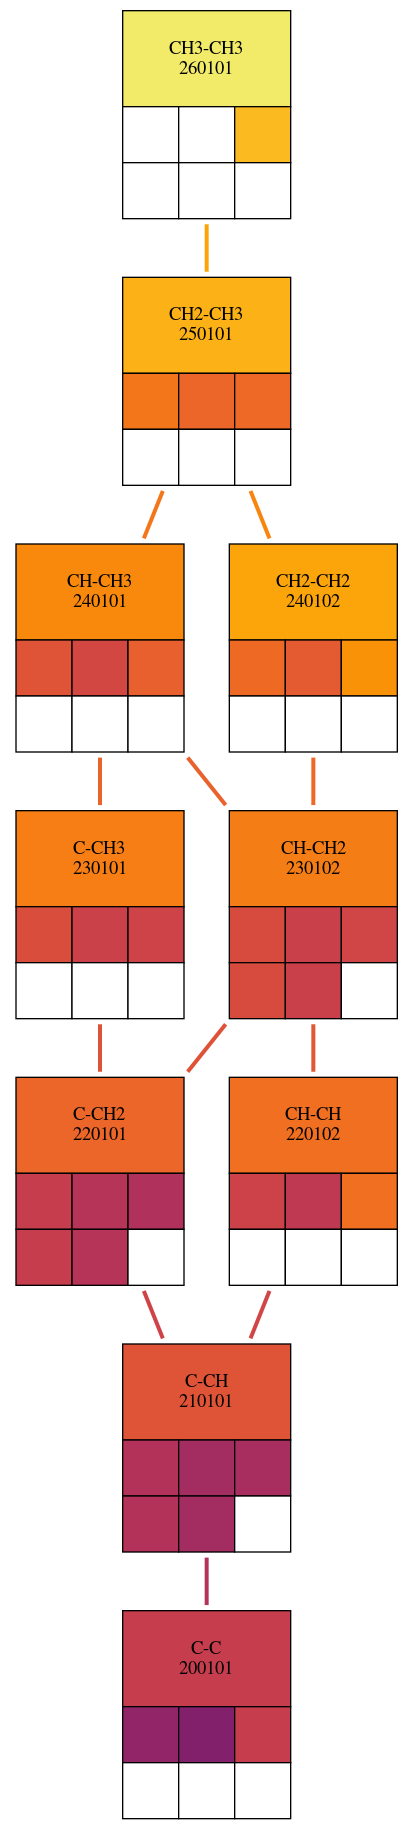 CH3-CH3
260101
CH2-CH3
250101
CH-CH3
240101
CH2-CH2
240102
C-CH3
230101
CH-CH2
230102
C-CH2
220101
CH-CH
220102
C-CH
210101
C-C
200101